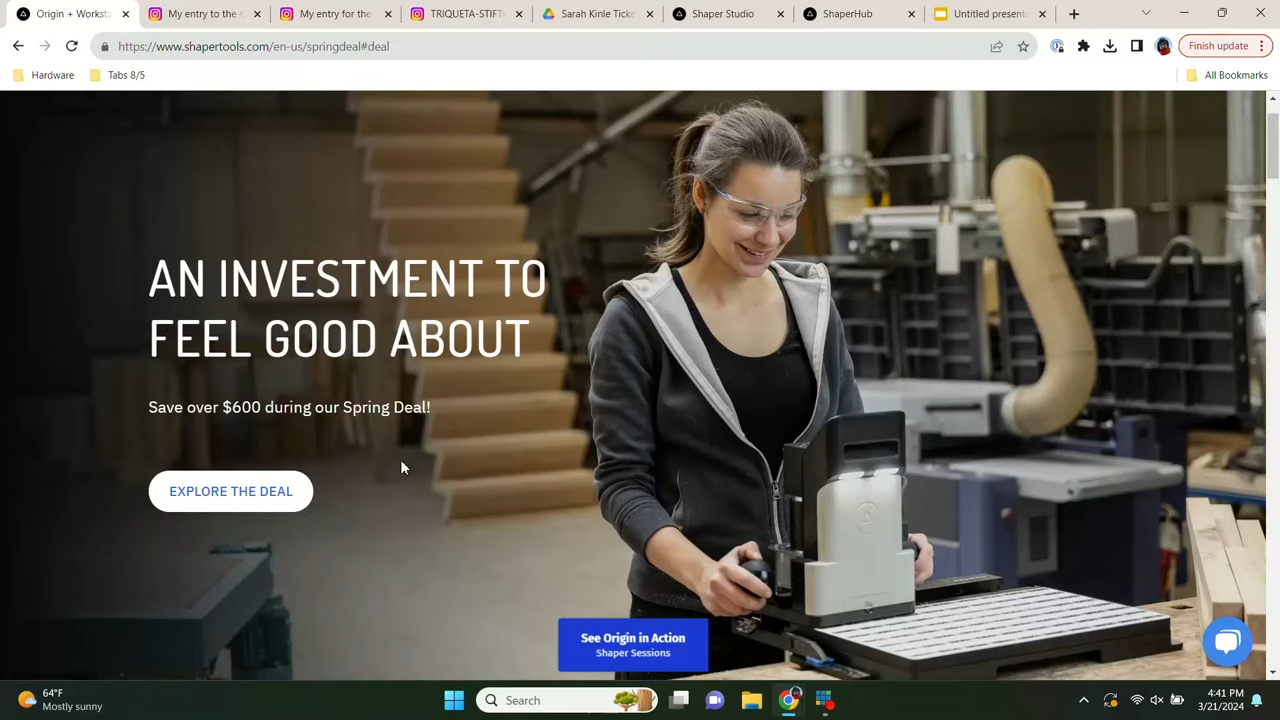 Origin + Worksta
My entry to the
My entry for the
TRIQUETA-STIFT
Sarah Kinle Ticke
Shaper Studio
ShaperHub
Untitled present
https://www.shapertools.com/en-us/springdeal#deal
Finish update
Hardware
Tabs 8/5
All Bookmarks
AN INVESTMENT TO
FEEL GOOD ABOUT
Save over $600 during our Spring Deal!
EXPLORE THE DEAL
See Origin in Action
Shaper Sessions
64°F
Mostly sunny
Search
4:41 PM
3/21/2024